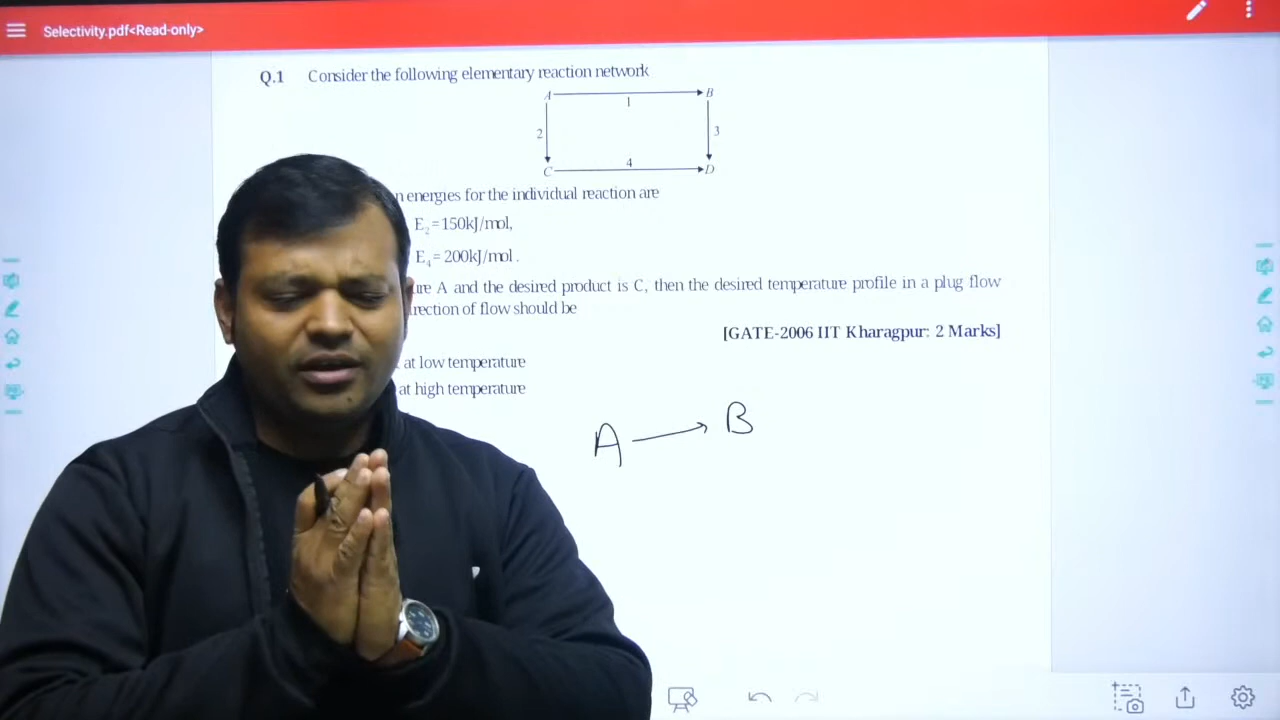 Selectivity.pdf<Read-only>
Q.1 Consider the following elementary reaction network
A B
1
2 3
4
C D
energies for the individual reaction are
E₂=150kJ/mol,
E₄= 200kJ/mol.
A and the desired product is C, then the desired temperature profile in a plug flow
of flow should be
[GATE-2006 IIT Kharagpur: 2 Marks]
at low temperature
at high temperature
A → B